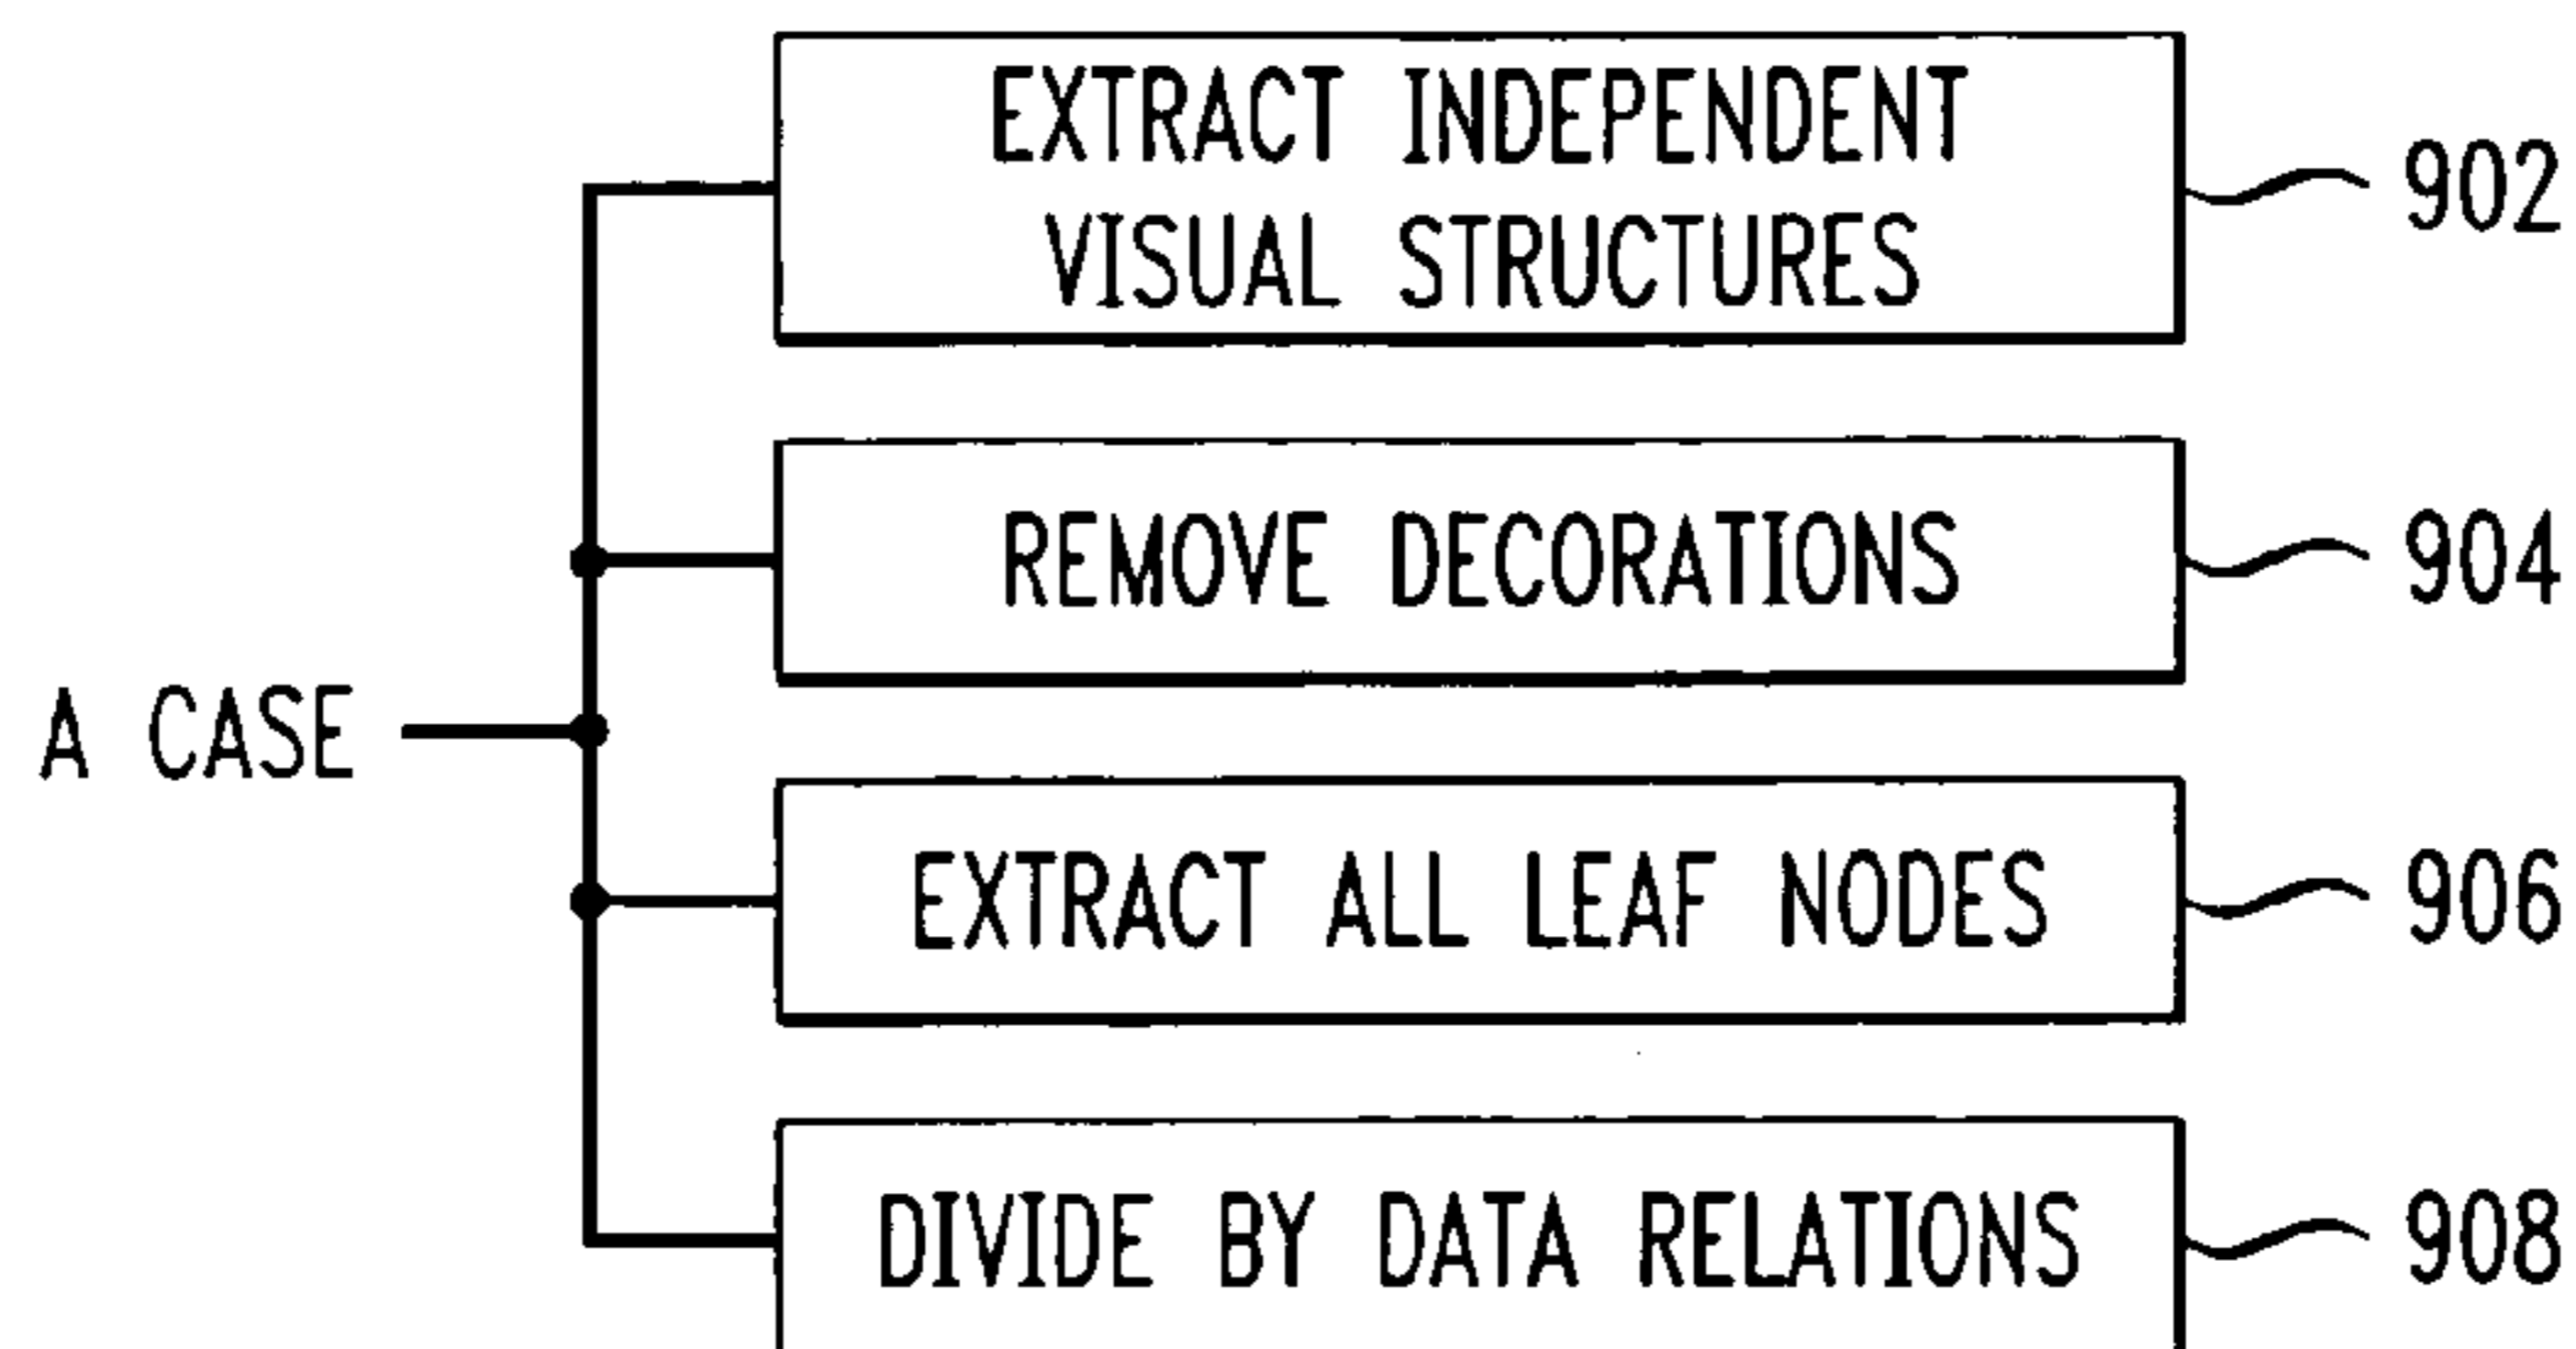 EXTRACT INDEPENDENT
VISUAL STRUCTURES
902
REMOVE DECORATIONS
904
A CASE
EXTRACT ALL LEAF NODES
906
DIVIDE BY DATA RELATIONS
908